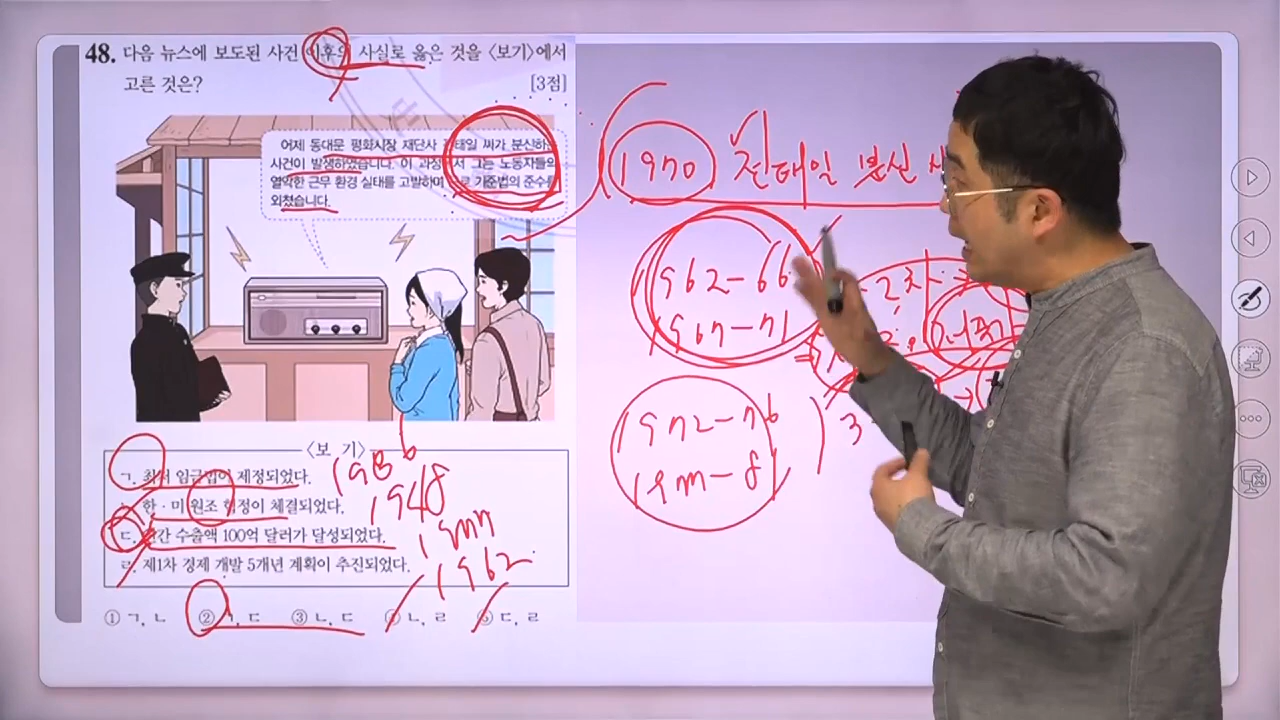 48. 다음 뉴스에 보도된 사건 이후의 사실로 옳은 것을 〈보기〉에서
고른 것은? [3점]
어제 동대문 평화시장 재단사 전태일 씨가 분신하는
사건이 발생하였습니다. 이 과정에서 그는 노동자들의
열악한 근무 환경 실태를 고발하며 근로 기준법의 준수를
외쳤습니다.
〈보 기〉
ㄱ. 최저 임금법이 제정되었다.
ㄴ. 한·미 원조 협정이 체결되었다.
ㄷ. 연간 수출액 100억 달러가 달성되었다.
ㄹ. 제1차 경제 개발 5개년 계획이 추진되었다.
① ㄱ, ㄴ ② ㄱ, ㄷ ③ ㄴ, ㄷ ④ ㄴ, ㄹ ⑤ ㄷ, ㄹ
1986
1948
1977
1962
1970 전태일 분신
1962-66
1967-71
1972-76
1977-81